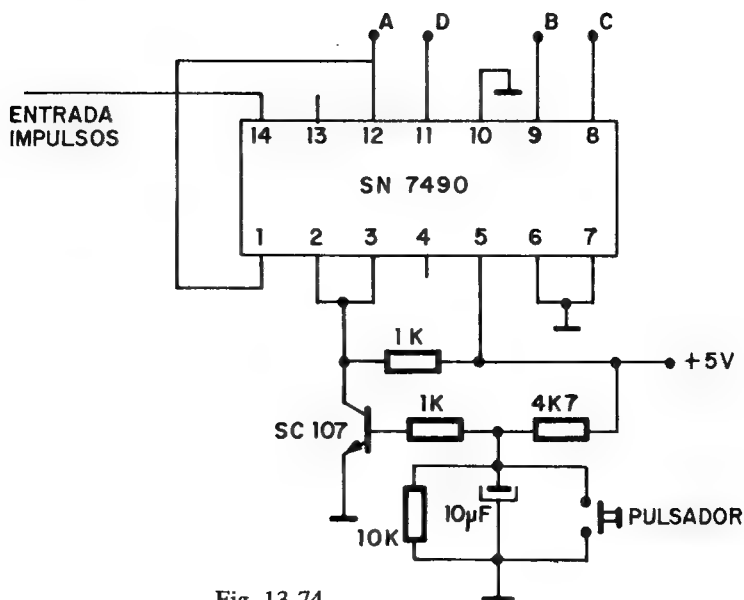 A D B C
ENTRADA
IMPULSOS
14 13 12 11 10 9 8
SN 7490
1 2 3 4 5 6 7
1K
+5V
1K 4K7
SC 107
10K 10µF PULSADOR
Fig. 13.74